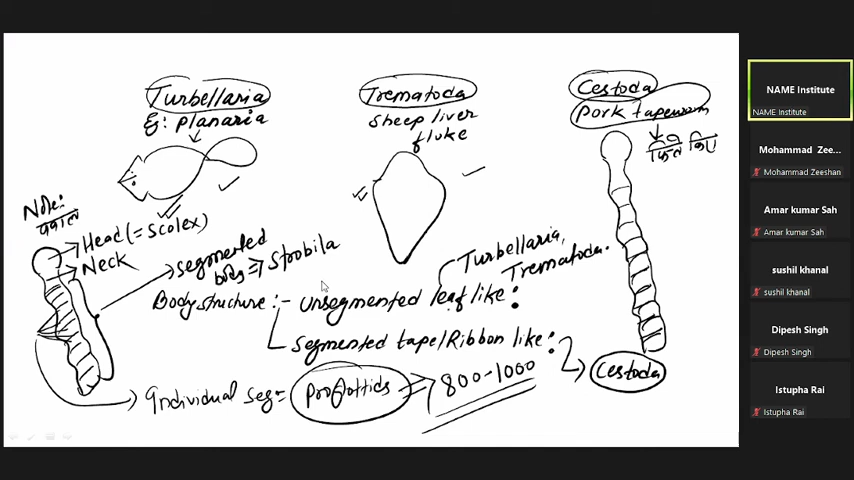 Turbellaria
Eg: planaria
Trematoda
Sheep liver
fluke
Cestoda
Pork tapeworm
Note:
Head (= scolex)
Neck
segmented
body => Strobila
Body structure :- unsegmented leaf like :
Turbellaria,
Trematoda.
Segmented tape/Ribbon like :
Cestoda
Individual seg= Proglottids = 800-1000
NAME Institute
NAME Institute
Mohammad Zee...
Mohammad Zeeshan
Amar kumar Sah
Amar kumar Sah
sushil khanal
sushil khanal
Dipesh Singh
Dipesh Singh
Istupha Rai
Istupha Rai